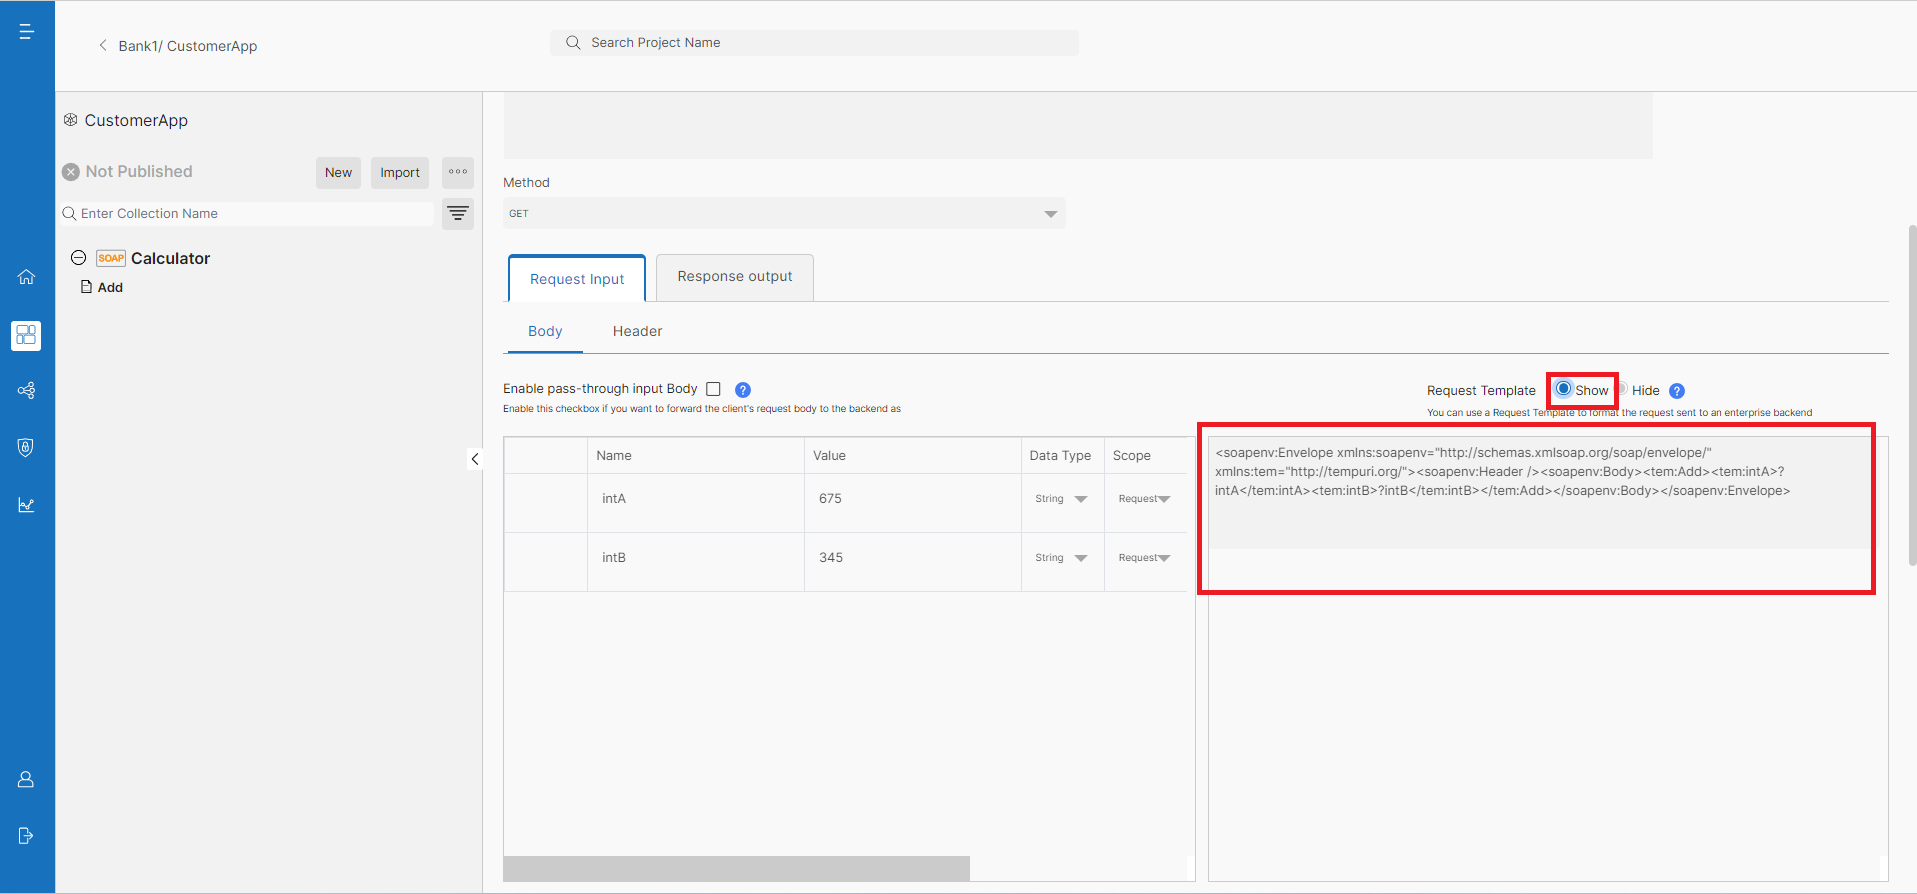 Bank1/ CustomerApp
Search Project Name
CustomerApp
Not Published
New
Import
Enter Collection Name
SOAP Calculator
Add
Method
GET
Request Input
Response output
Body
Header
Enable pass-through input Body
?
Enable this checkbox if you want to forward the client's request body to the backend as
Request Template
Show
Hide
?
You can use a Request Template to format the request sent to an enterprise backend
Name
Value
Data Type
Scope
intA
675
String
Request
intB
345
String
Request
<soapenv:Envelope xmlns:soapenv="http://schemas.xmlsoap.org/soap/envelope/"
xmlns:tem="http://tempuri.org/"><soapenv:Header /><soapenv:Body><tem:Add><tem:intA>?
intA</tem:intA><tem:intB>?intB</tem:intB></tem:Add></soapenv:Body></soapenv:Envelope>